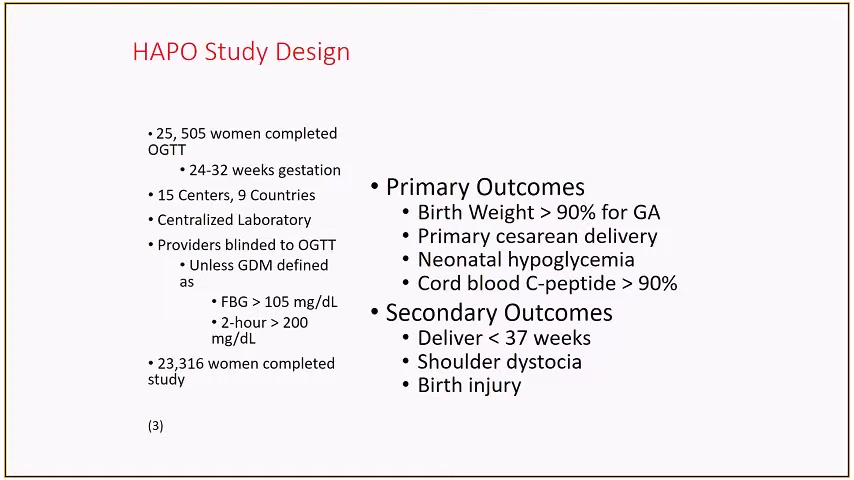 HAPO Study Design
• 25, 505 women completed
OGTT
• 24-32 weeks gestation
• 15 Centers, 9 Countries
• Centralized Laboratory
• Providers blinded to OGTT
• Unless GDM defined
as
• FBG > 105 mg/dL
• 2-hour > 200
mg/dL
• 23,316 women completed
study
(3)
• Primary Outcomes
• Birth Weight > 90% for GA
• Primary cesarean delivery
• Neonatal hypoglycemia
• Cord blood C-peptide > 90%
• Secondary Outcomes
• Deliver < 37 weeks
• Shoulder dystocia
• Birth injury